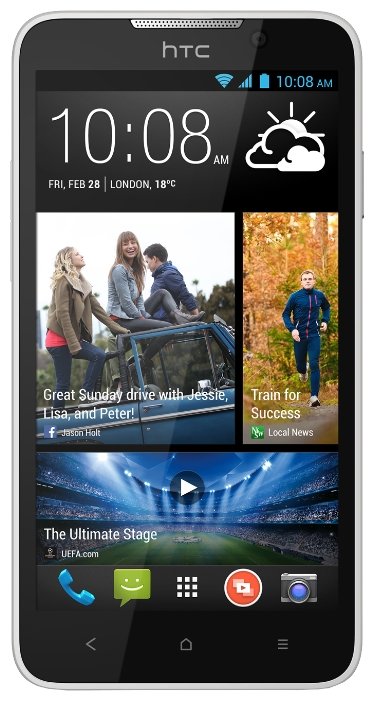 hTC
10:08 AM
10:08 AM
FRI, FEB 28 | LONDON, 18ºC
Great Sunday drive with Jessie,
Lisa, and Peter!
Jason Holt
Train for
Success
Local News
The Ultimate Stage
UEFA.com